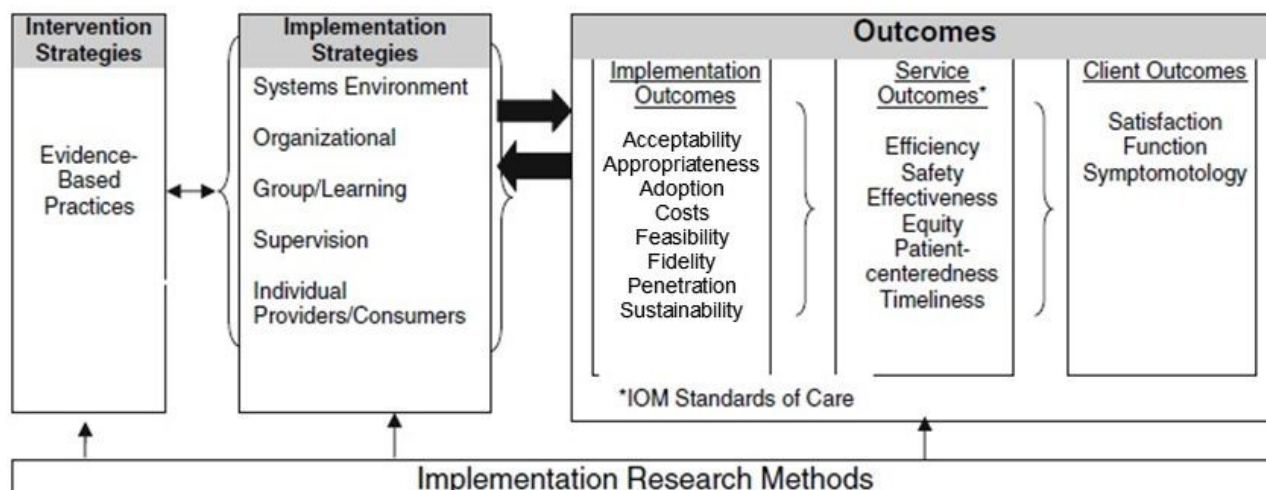 Intervention
Strategies
Evidence-
Based
Practices
Implementation
Strategies
Systems Environment
Organizational
Group/Learning
Supervision
Individual
Providers/Consumers
Outcomes
Implementation
Outcomes
Acceptability
Appropriateness
Adoption
Costs
Feasibility
Fidelity
Penetration
Sustainability
Service
Outcomes*
Efficiency
Safety
Effectiveness
Equity
Patient-
centeredness
Timeliness
Client Outcomes
Satisfaction
Function
Symptomotology
*IOM Standards of Care
Implementation Research Methods